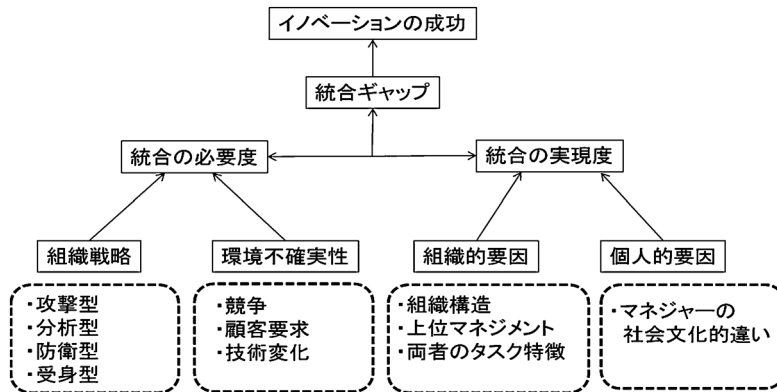 イノベーションの成功
統合ギャップ
統合の必要度
統合の実現度
組織戦略
環境不確実性
組織的要因
個人的要因
・攻撃型
・分析型
・防衛型
・受身型
・競争
・顧客要求
・技術変化
・組織構造
・上位マネジメント
・両者のタスク特徴
・マネジャーの
社会文化的違い